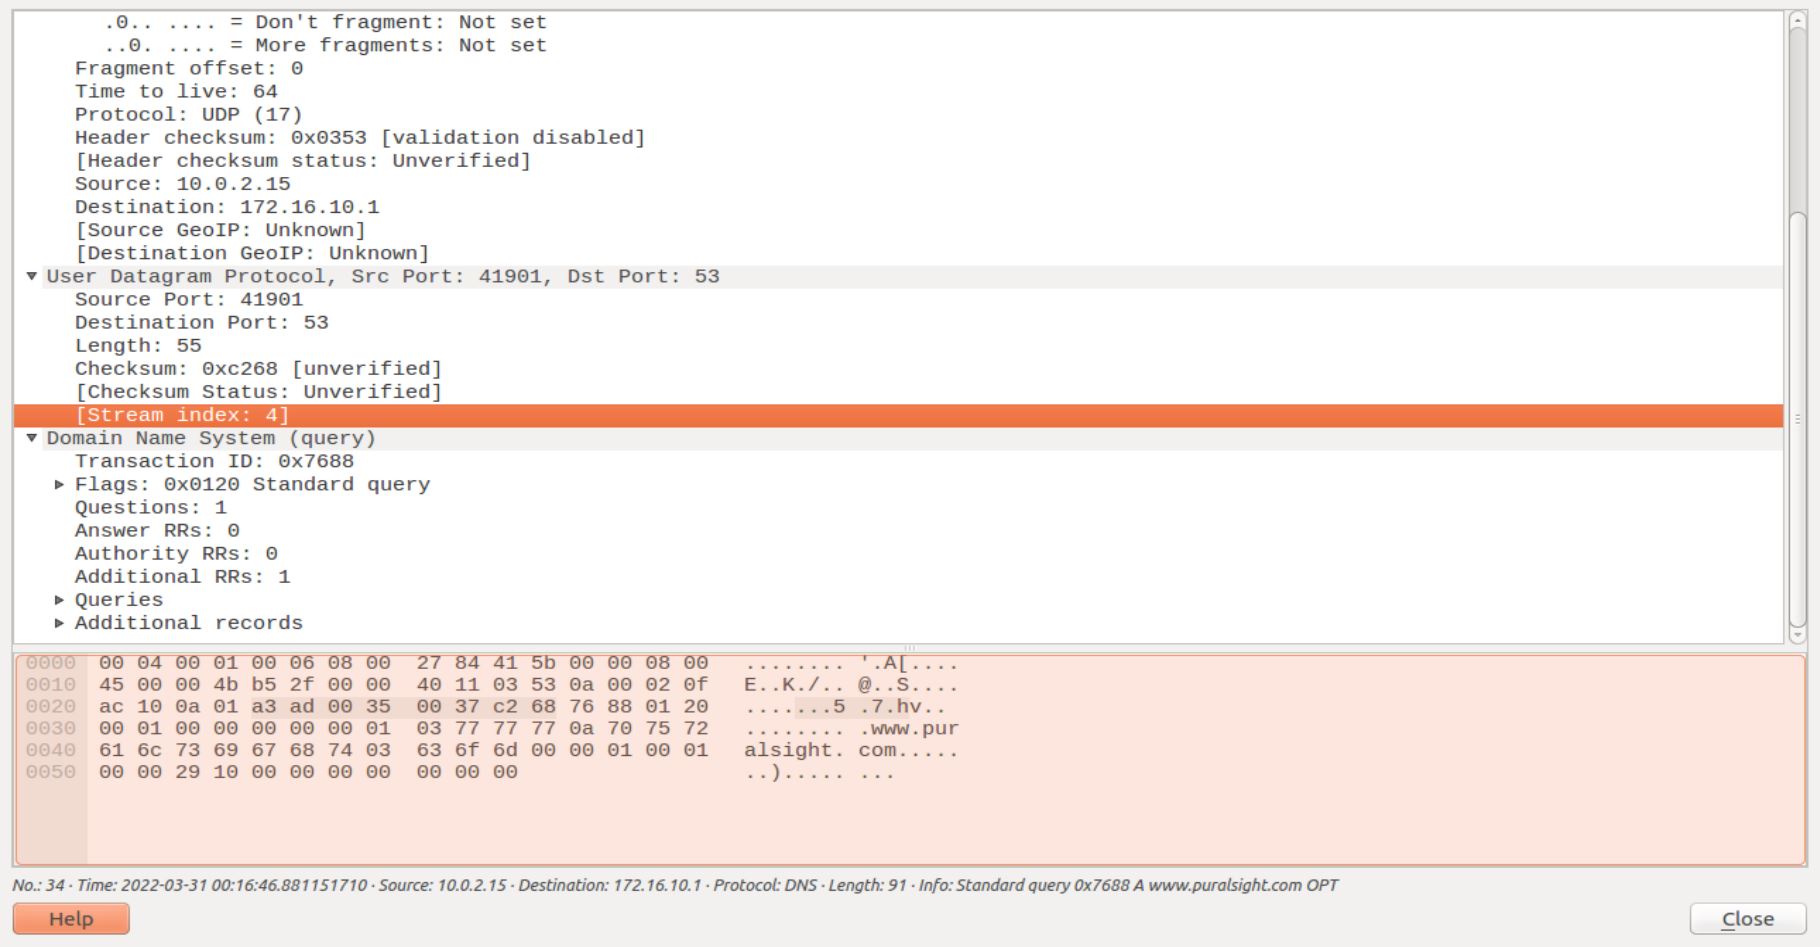 .0.. .... = Don't fragment: Not set
..0. .... = More fragments: Not set
Fragment offset: 0
Time to live: 64
Protocol: UDP (17)
Header checksum: 0x0353 [validation disabled]
[Header checksum status: Unverified]
Source: 10.0.2.15
Destination: 172.16.10.1
[Source GeoIP: Unknown]
[Destination GeoIP: Unknown]
User Datagram Protocol, Src Port: 41901, Dst Port: 53
Source Port: 41901
Destination Port: 53
Length: 55
Checksum: 0xc268 [unverified]
[Checksum Status: Unverified]
[Stream index: 4]
Domain Name System (query)
Transaction ID: 0x7688
Flags: 0x0120 Standard query
Questions: 1
Answer RRs: 0
Authority RRs: 0
Additional RRs: 1
Queries
Additional records
0000 00 04 00 01 00 06 08 00 27 84 41 5b 00 00 08 00 ........ '.A[....
0010 45 00 00 4b b5 2f 00 00 40 11 03 53 0a 00 02 0f E..K./.. @..S....
0020 ac 10 0a 01 a3 ad 00 35 00 37 c2 68 76 88 01 20 .......5 .7.hv..
0030 00 01 00 00 00 00 00 01 03 77 77 77 0a 70 75 72 ........ .www.pur
0040 61 6c 73 69 67 68 74 03 63 6f 6d 00 00 01 00 01 alsight. com.....
0050 00 00 29 10 00 00 00 00 00 00 00 ..)..... ...
No.: 34 · Time: 2022-03-31 00:16:46.881151710 · Source: 10.0.2.15 · Destination: 172.16.10.1 · Protocol: DNS · Length: 91 · Info: Standard query 0x7688 A www.puralsight.com OPT
Help
Close